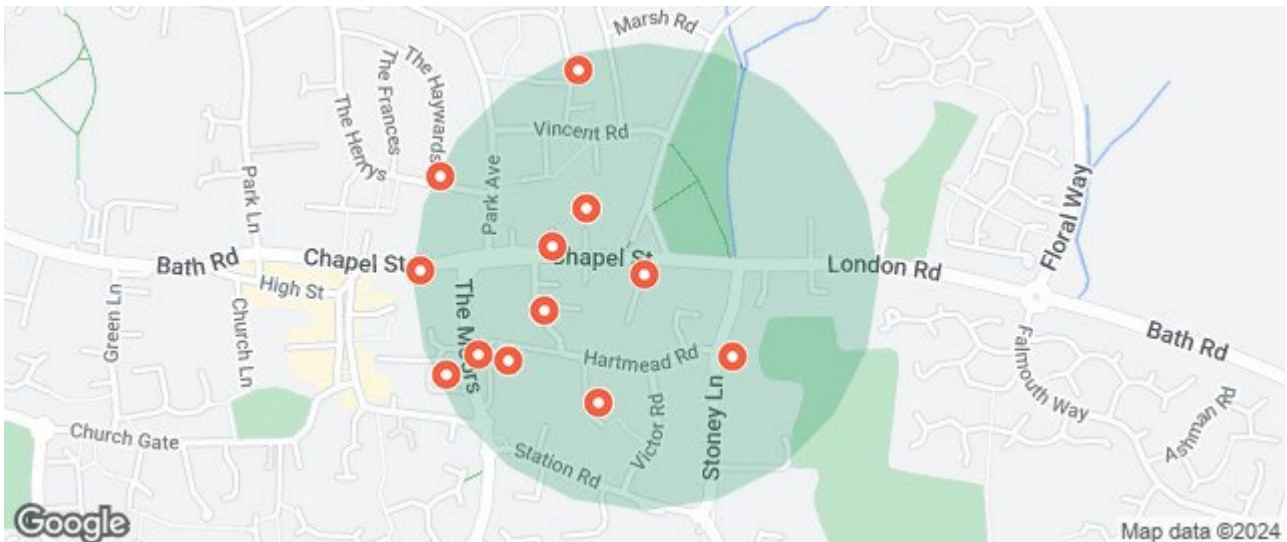 Marsh Rd
The Haywards
The Frances
The Henrys
Vincent Rd
Park Ave
Park Ln
Floral Way
Bath Rd
Chapel St
Chapel St
London Rd
High St
Green Ln
Church Ln
The Moors
Hartmead Rd
Bath Rd
Falmouth Way
Ashman Rd
Church Gate
Victor Rd
Stoney Ln
Station Rd
Google
Map data ©2024